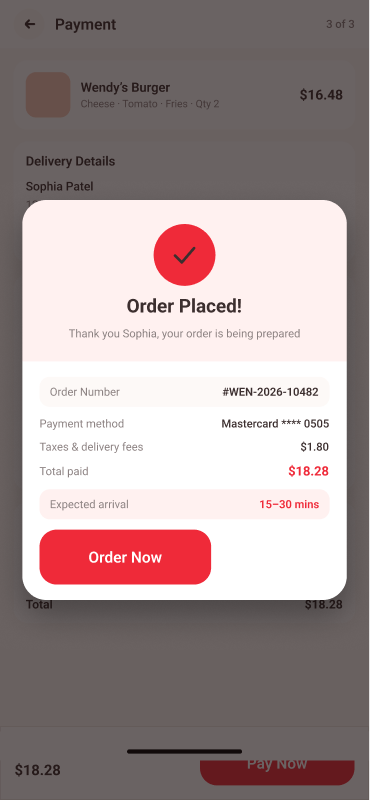 Payment
3 of 3
Wendy's Burger
Cheese · Tomato · Fries · Qty 2
$16.48
Delivery Details
Sophia Patel
Order Placed!
Thank you Sophia, your order is being prepared
Order Number #WEN-2026-10482
Payment method Mastercard **** 0505
Taxes & delivery fees $1.80
Total paid $18.28
Expected arrival 15–30 mins
Order Now
Total $18.28
$18.28
Pay Now